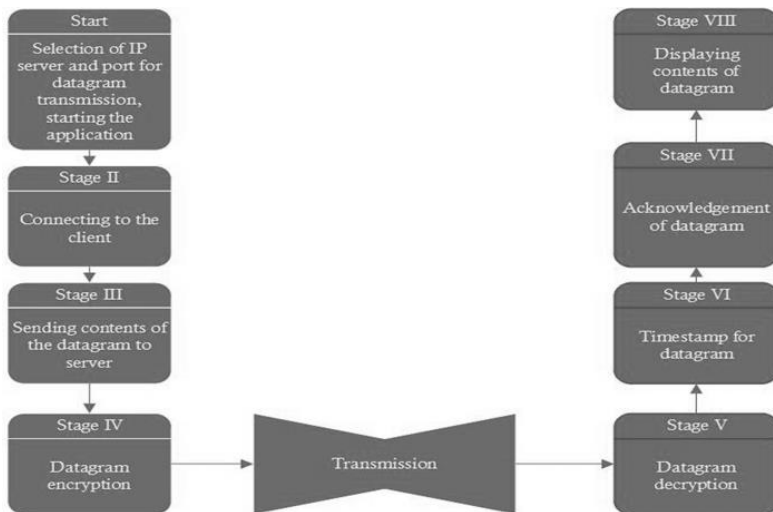 Start
Selection of IP
server and port for
datagram
transmission,
starting the
application
Stage II
Connecting to the
client
Stage III
Sending contents of
the datagram to
server
Stage IV
Datagram
encryption
Transmission
Stage V
Datagram
decryption
Stage VI
Timestamp for
datagram
Stage VII
Acknowledgement
of datagram
Stage VIII
Displaying
contents of
datagram